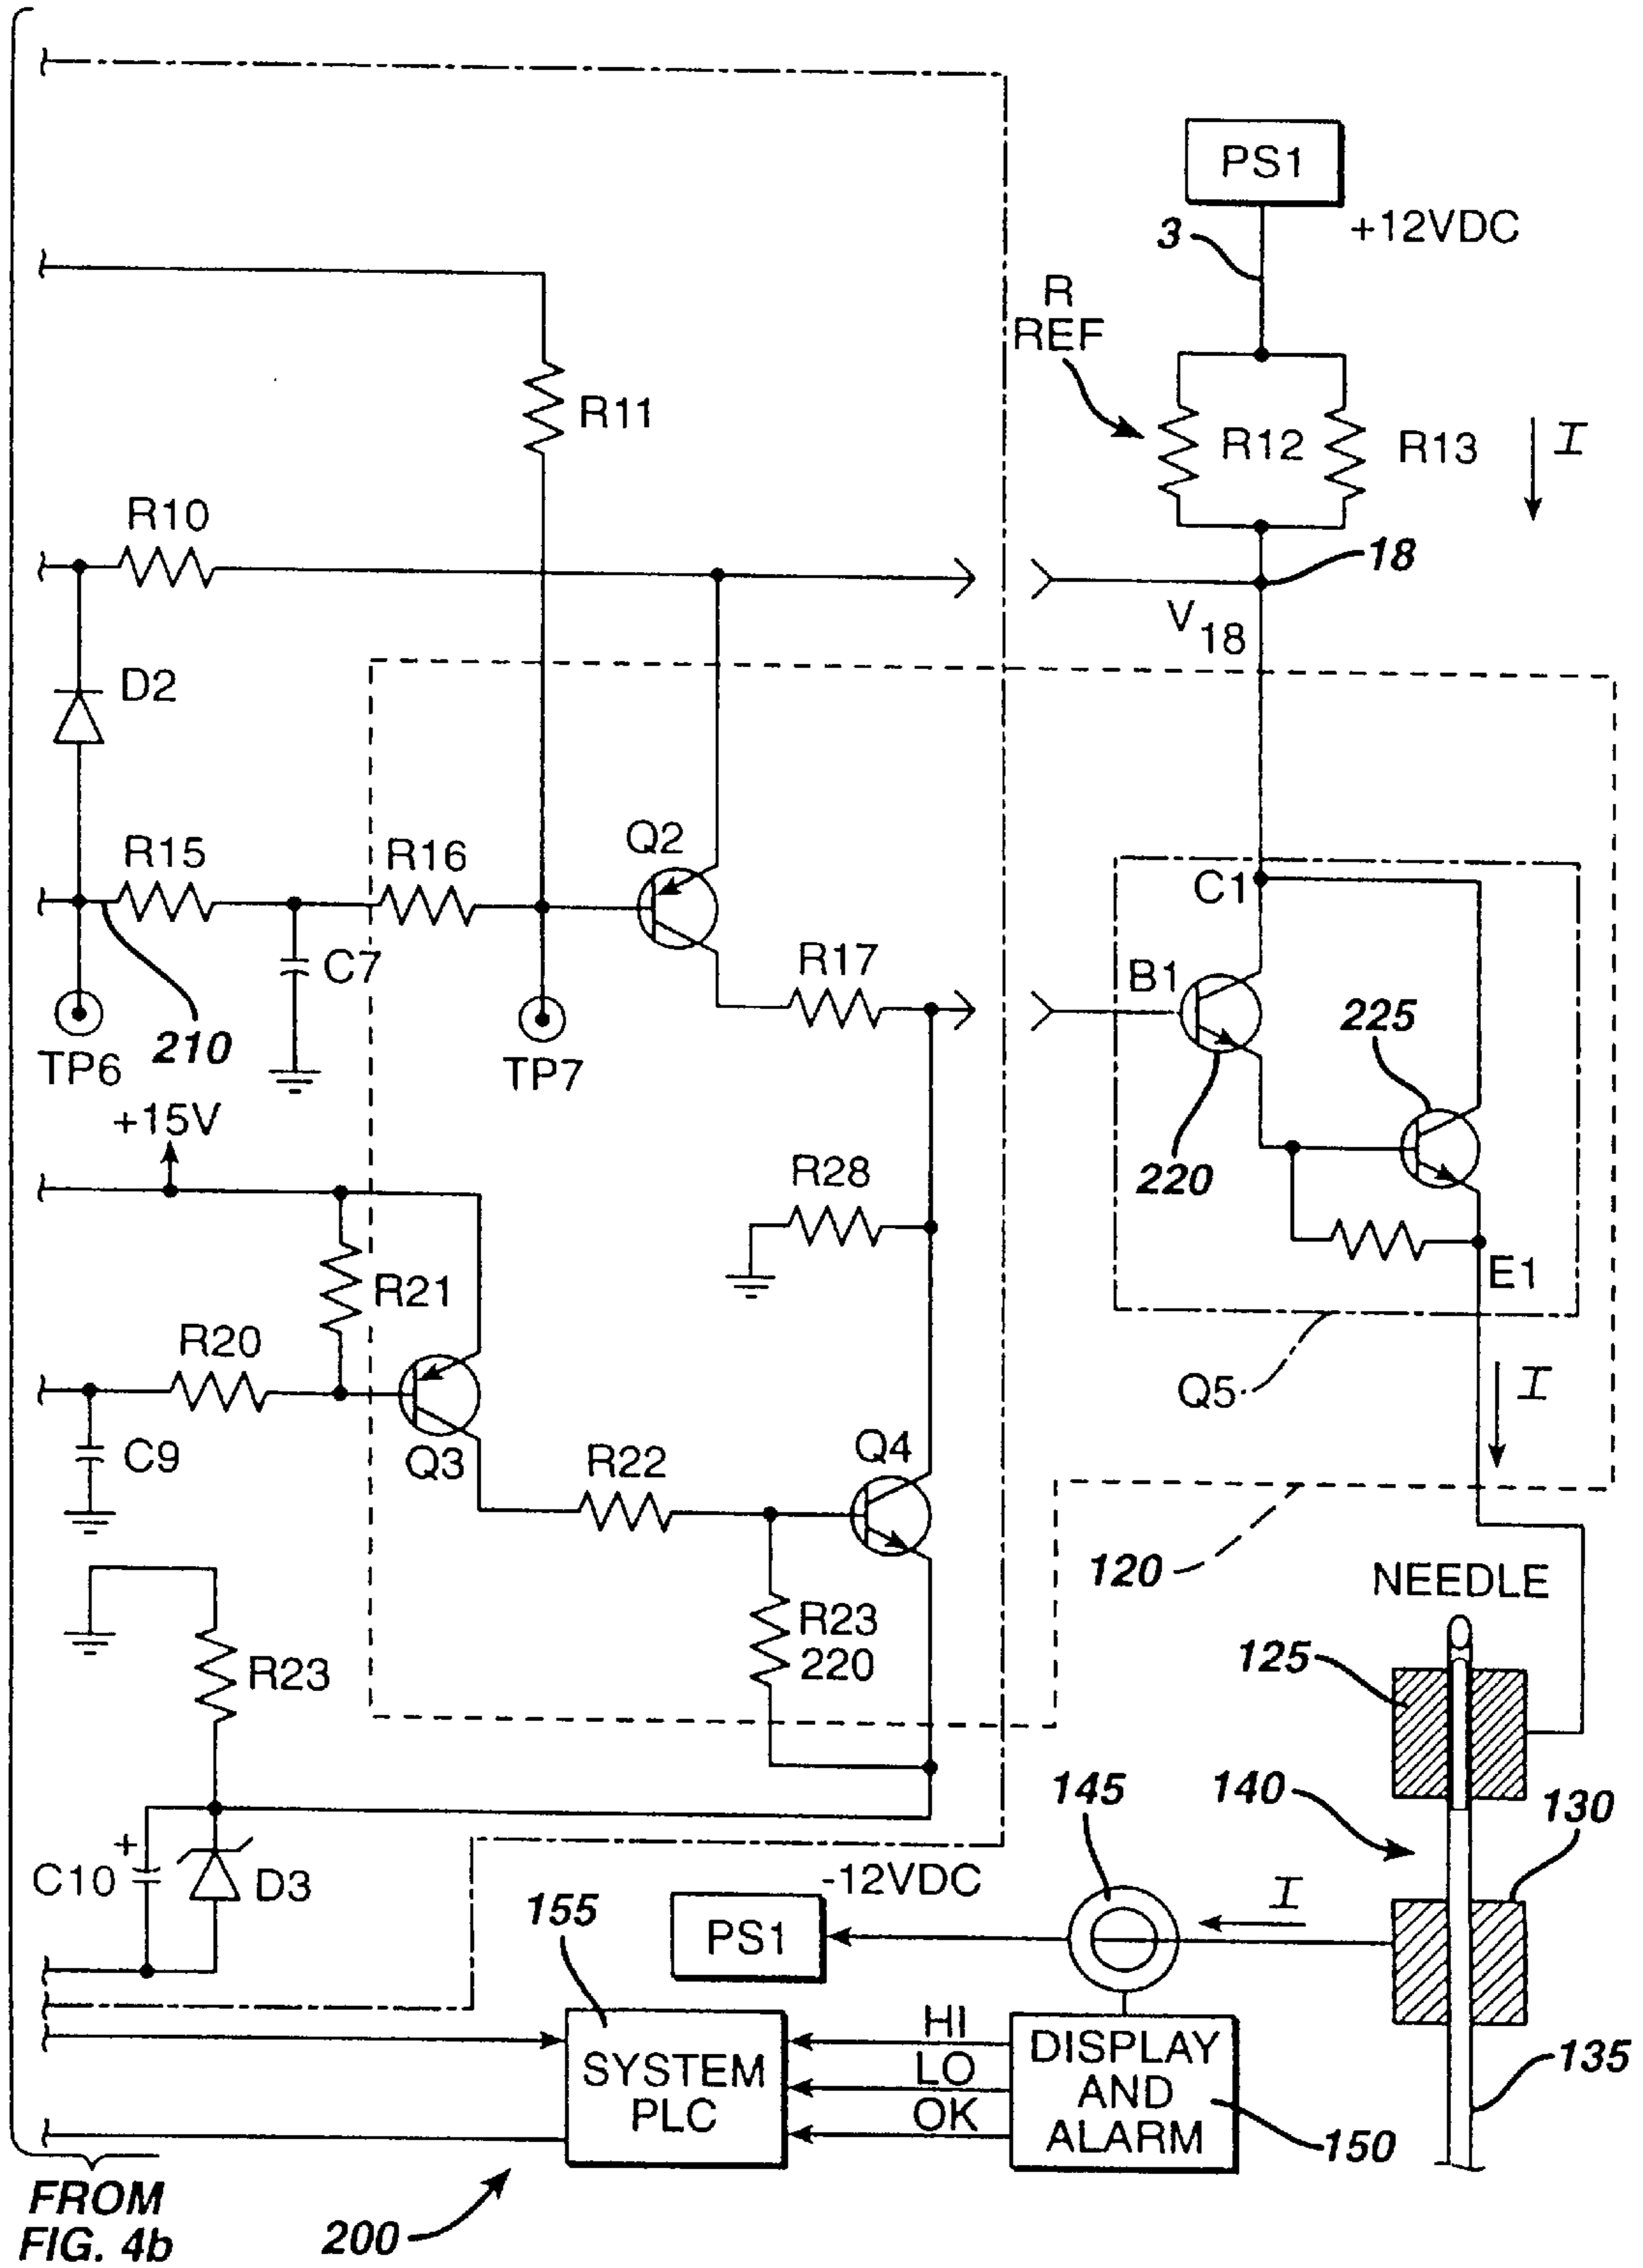 PS1
+12VDC
3
R
REF
R11
R12
R13
I
R10
18
V18
D2
R15
R16
Q2
C1
C7
R17
B1
225
TP6
210
TP7
+15V
220
R28
R21
E1
R20
Q5
I
C9
Q3
R22
Q4
120
NEEDLE
R23
220
125
R23
145
140
130
C10
+
D3
-12VDC
155
PS1
I
HI
LO
OK
SYSTEM
PLC
DISPLAY
AND
ALARM
135
150
FROM
FIG. 4b
200